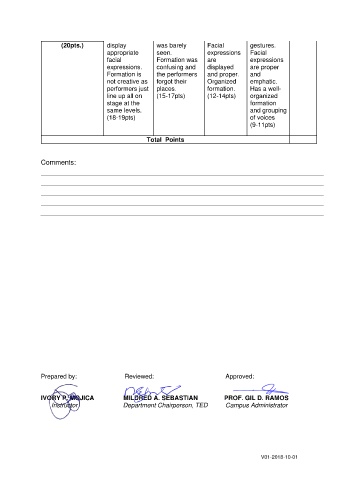 (20pts.)
display
appropriate
facial
expressions.
Formation is
not creative as
performers just
line up all on
stage at the
same levels.
(18-19pts)
was barely
seen.
Formation was
confusing and
the performers
forgot their
places.
(15-17pts)
Facial
expressions
are
displayed
and proper.
Organized
formation.
(12-14pts)
gestures.
Facial
expressions
are proper
and
emphatic.
Has a well-
organized
formation
and grouping
of voices
(9-11pts)
Total Points
Comments:
Prepared by: Reviewed: Approved:
IVORY P. MOJICA MILDRED A. SEBASTIAN PROF. GIL D. RAMOS
Instructor Department Chairperson, TED Campus Administrator
V01-2018-10-01